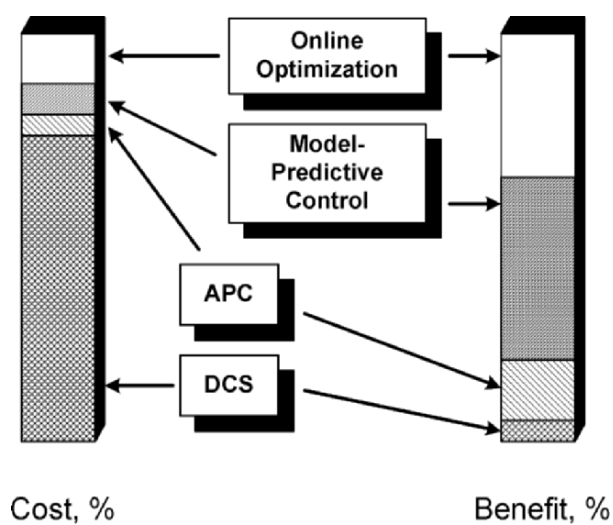 Online
Optimization
Model-
Predictive
Control
APC
DCS
Cost, %
Benefit, %